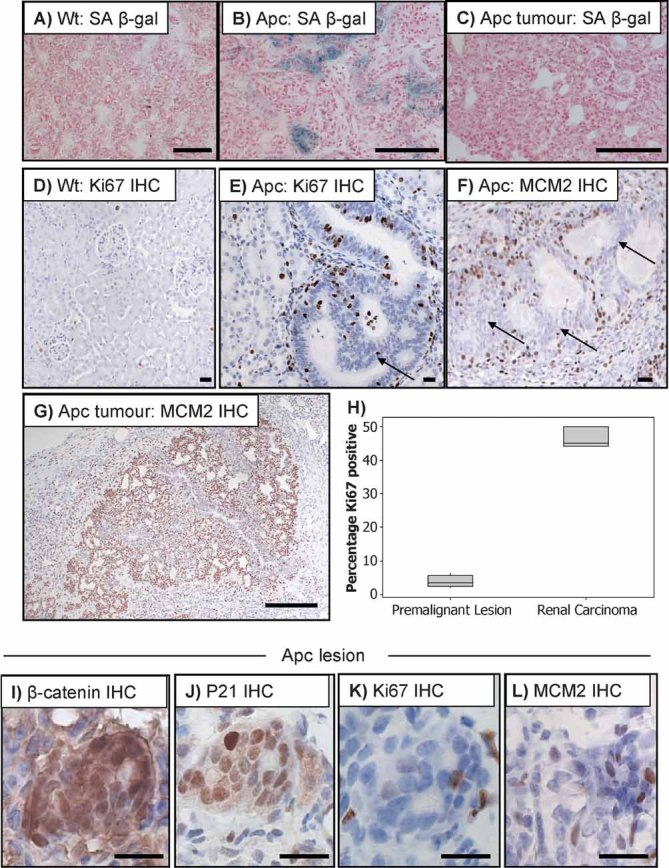 A) Wt: SA β-gal
B) Apc: SA β-gal
C) Apc tumour: SA β-gal
D) Wt: Ki67 IHC
E) Apc: Ki67 IHC
F) Apc: MCM2 IHC
G) Apc tumour: MCM2 IHC
H)
Percentage Ki67 positive
50
40
30
20
10
0
Premalignant Lesion
Renal Carcinoma
Apc lesion
I) β-catenin IHC
J) P21 IHC
K) Ki67 IHC
L) MCM2 IHC